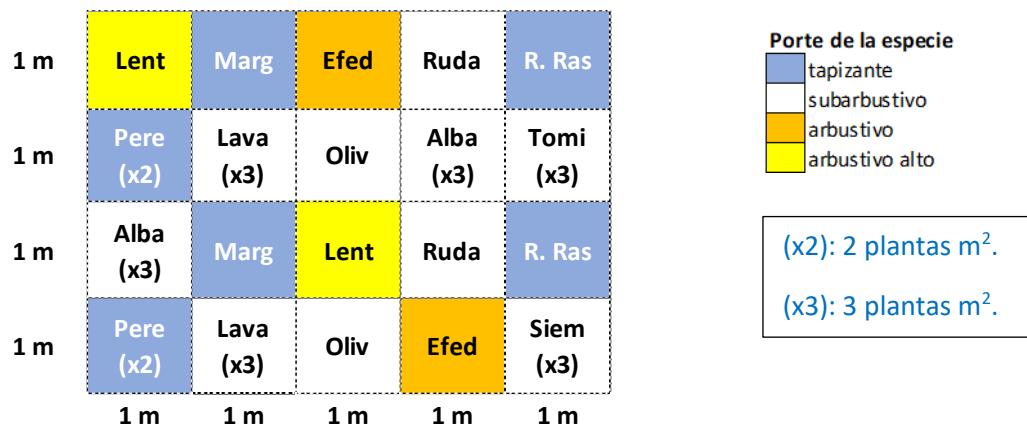 1 m Lent Marg Efed Ruda R. Ras
1 m Pere (x2) Lava (x3) Oliv Alba (x3) Tomi (x3)
1 m Alba (x3) Marg Lent Ruda R. Ras
1 m Pere (x2) Lava (x3) Oliv Efed Siem (x3)
1 m 1 m 1 m 1 m 1 m
Porte de la especie
tapizante
subarbustivo
arbustivo
arbustivo alto
(x2): 2 plantas m².
(x3): 3 plantas m².